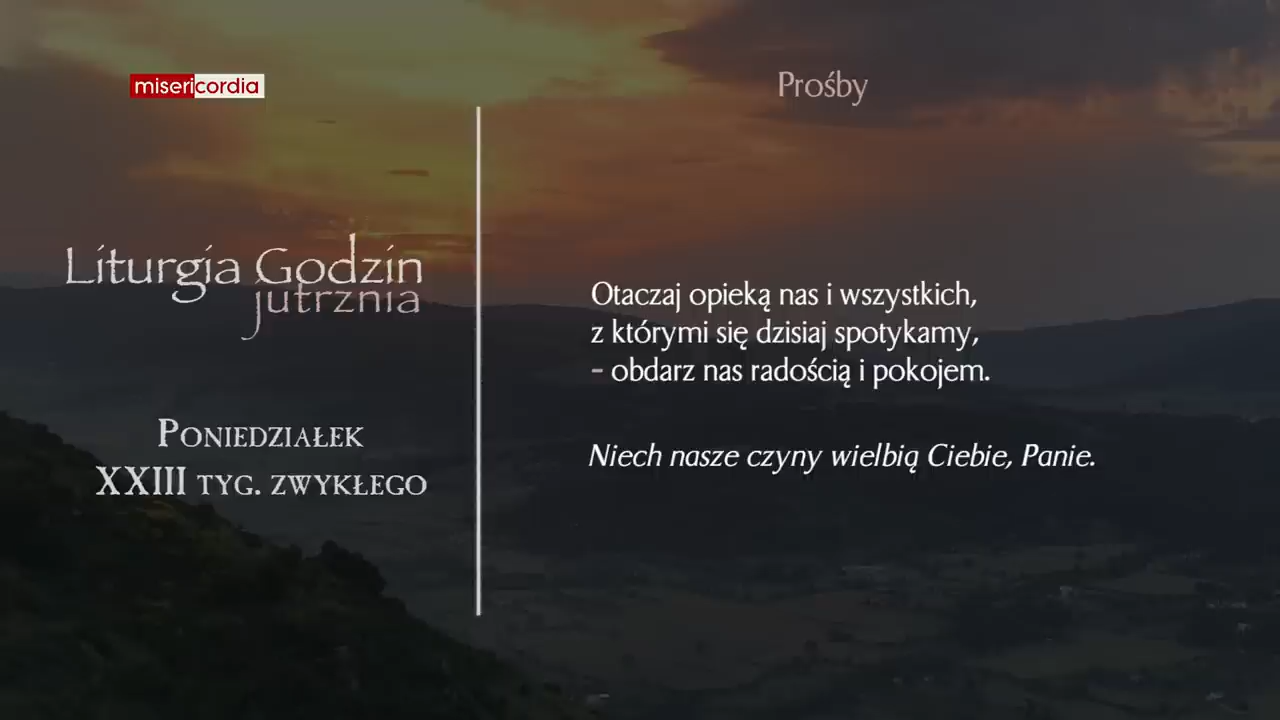 misericordia
Liturgia Godzin
jutrznia
Poniedziałek
XXIII tyg. zwykłego
Prośby
Otaczaj opieką nas i wszystkich,
z którymi się dzisiaj spotykamy,
- obdarz nas radością i pokojem.
Niech nasze czyny wielbią Ciebie, Panie.